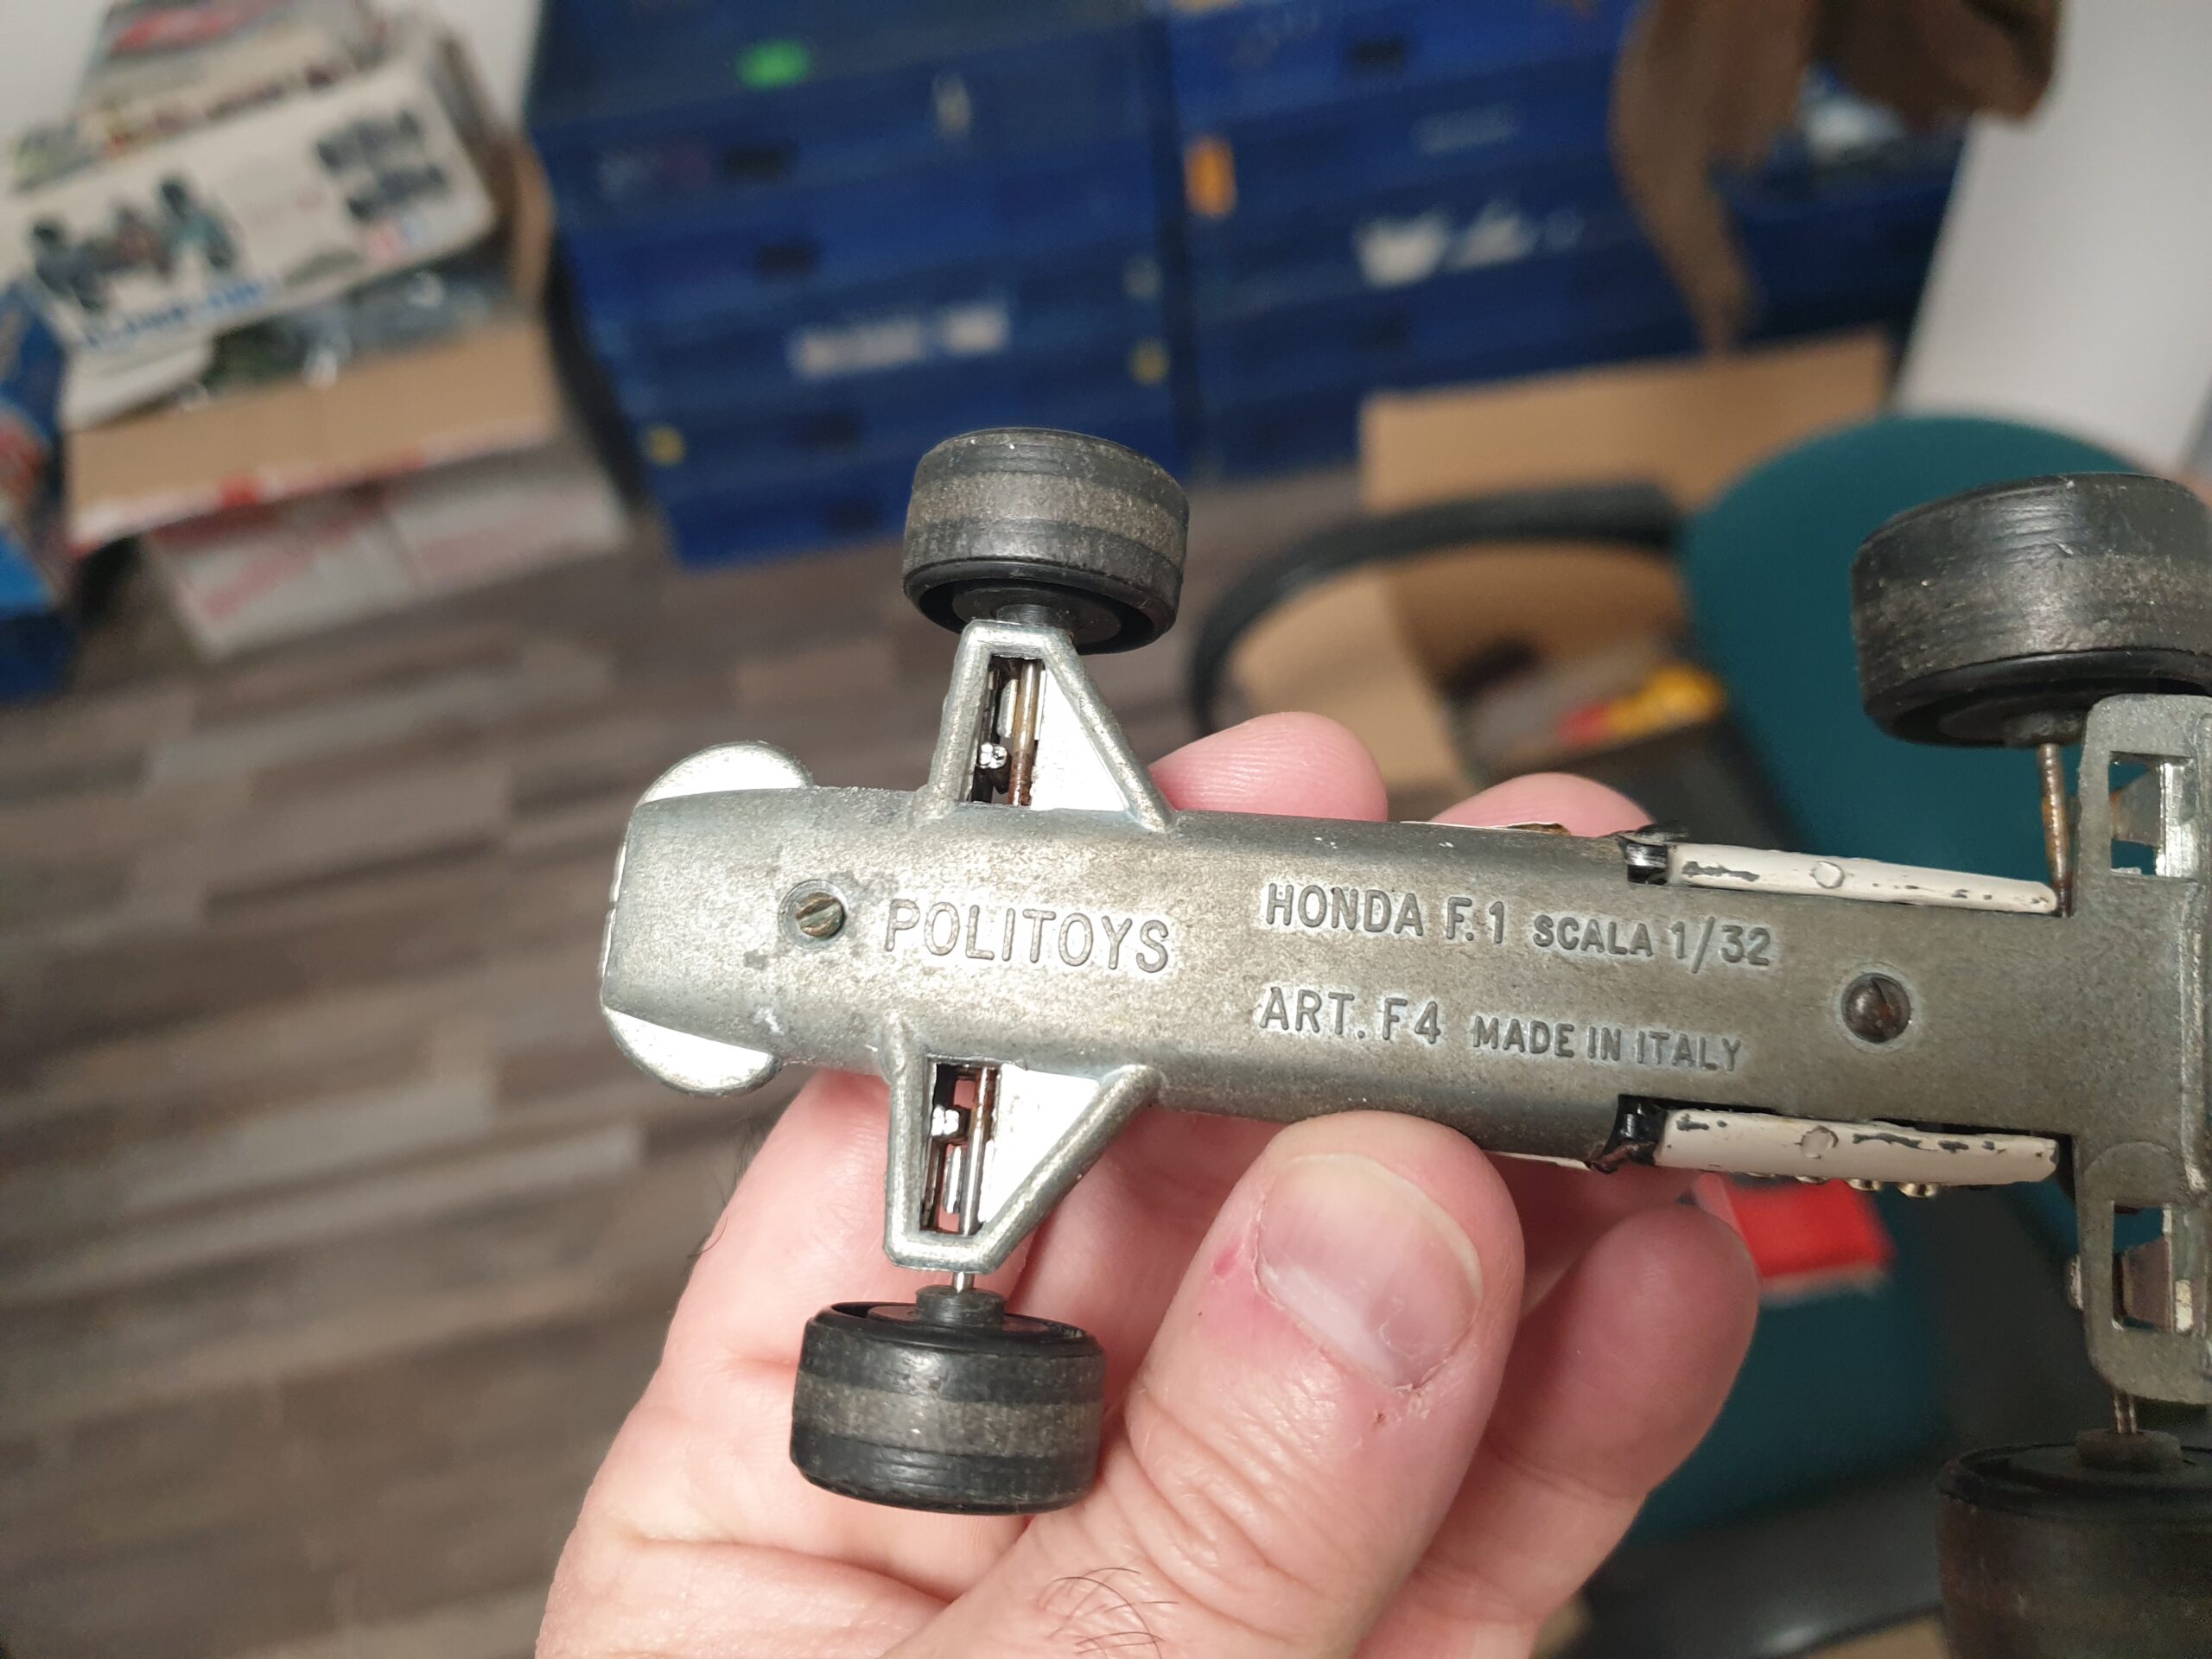 POLITOYS
HONDA F.1 SCALA 1/32
ART. F4 MADE IN ITALY